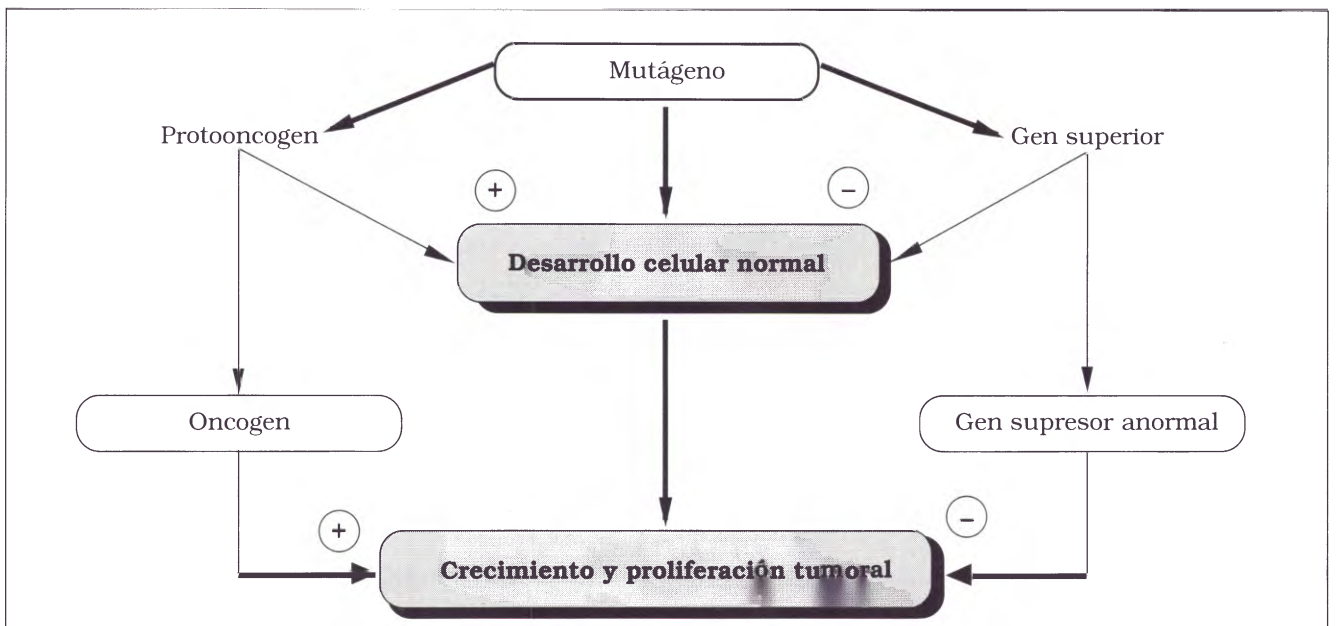 Mutágeno
Protooncogen
Gen superior
+
−
Desarrollo celular normal
Oncogen
Gen supresor anormal
+
−
Crecimiento y proliferación tumoral